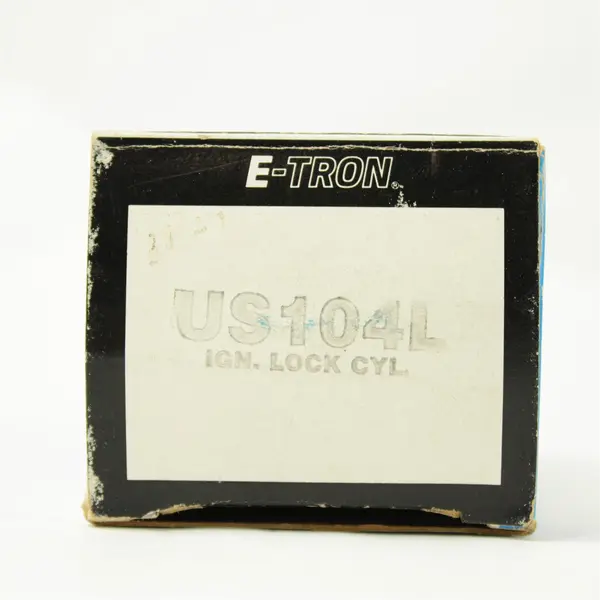 E-TRON®
US104L
IGN. LOCK CYL.